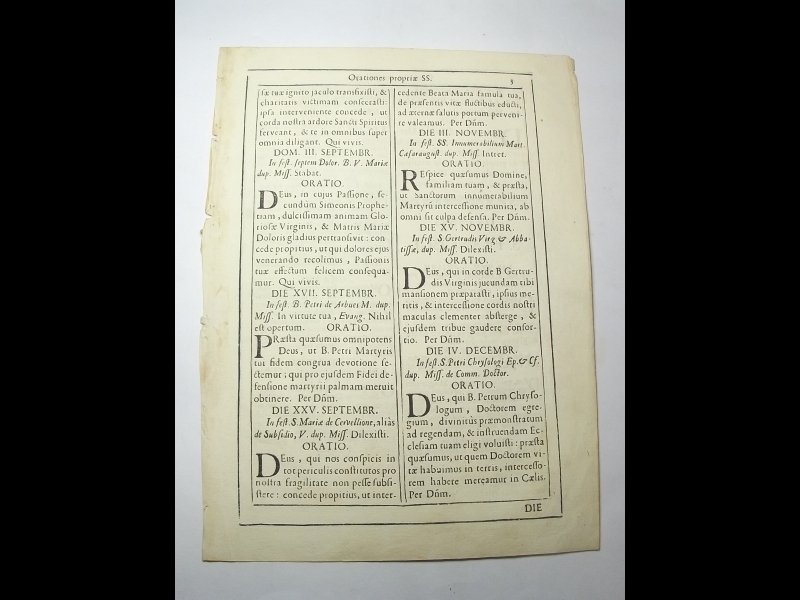 Orationes propriæ SS. 5
ſæ tuæ ignito jaculo transfixiſti, &
charitatis victimam conſecraſti:
ipſa interveniente concede, ut
corda noſtra ardore Sancti Spiritus
ferveant, & te in omnibus ſuper
omnia diligant. Qui vivis.
DOM. III. SEPTEMBR.
In feſt. ſeptem Dolor. B. V. Mariæ
dup. Miſſ. Stabat.
ORATIO.
DEus, in cujus Paſſione, ſe-
cundùm Simeonis Prophe-
tiam, dulciſſimam animam Glo-
rioſæ Virginis, & Matris Mariæ
Doloris gladius pertransivit: con-
cede propitius, ut qui dolores ejus
venerando recolimus, Paſſionis
tuæ effectum felicem conſequa-
mur. Qui vivis.
DIE XVII. SEPTEMBR.
In feſt. B. Petri de Arbues M. dup.
Miſſ. In virtute tua, Evang. Nihil
eſt opertum. ORATIO.
PRæſta quæſumus omnipotens
Deus, ut B. Petri Martyris
tui fidem congrua devotione ſe-
ctemur; qui pro ejuſdem Fidei de-
fenſione martyrii palmam meruit
obtinere. Per Dñm.
DIE XXV. SEPTEMBR.
In feſt. S. Mariæ de Cervellione, aliàs
de Subſidio, V. dup. Miſſ. Dilexiſti.
ORATIO.
DEus, qui nos conſpicis in
tot periculis conſtitutos pro
noſtra fragilitate non poſſe ſubſi-
ſtere: concede propitius, ut inter-
cedente Beata Maria famula tua,
de præſentis vitæ fluctibus educti,
ad æternæ ſalutis portum perveni-
re valeamus. Per Dñm.
DIE III. NOVEMBR.
In feſt. SS. Innumerabilium Mart.
Cæſarauguſt. dup. Miſſ. Intret.
ORATIO.
REſpice quæſumus Domine,
familiam tuam, & præſta,
ut Sanctorum innumerabilium
Martyrū interceſſione munita, ab
omni ſit culpa defenſa. Per Dñm.
DIE XV. NOVEMBR.
In feſt. S. Gertrudis Virg. & Abba-
tiſſæ, dup. Miſſ. Dilexiſti.
ORATIO.
DEus, qui in corde B Gertru-
dis Virginis jucundam tibi
manſionem præparaſti, ipſius me-
ritis, & interceſſione cordis noſtri
maculas clementer abſterge, &
ejuſdem tribue gaudere conſor-
tio. Per Dñm.
DIE IV. DECEMBR.
In feſt. S. Petri Chryſologi Ep. & Cf.
dup. Miſſ. de Comm. Doctor.
ORATIO.
DEus, qui B. Petrum Chryſo-
logum, Doctorem egre-
gium, divinitùs præmonſtratum
ad regendam, & inſtruendam Ec-
cleſiam tuam eligi voluiſti: præſta
quæſumus, ut quem Doctorem vi-
tæ habuimus in terris, interceſſo-
rem habere mereamur in Cælis.
Per Dñm.
DIE